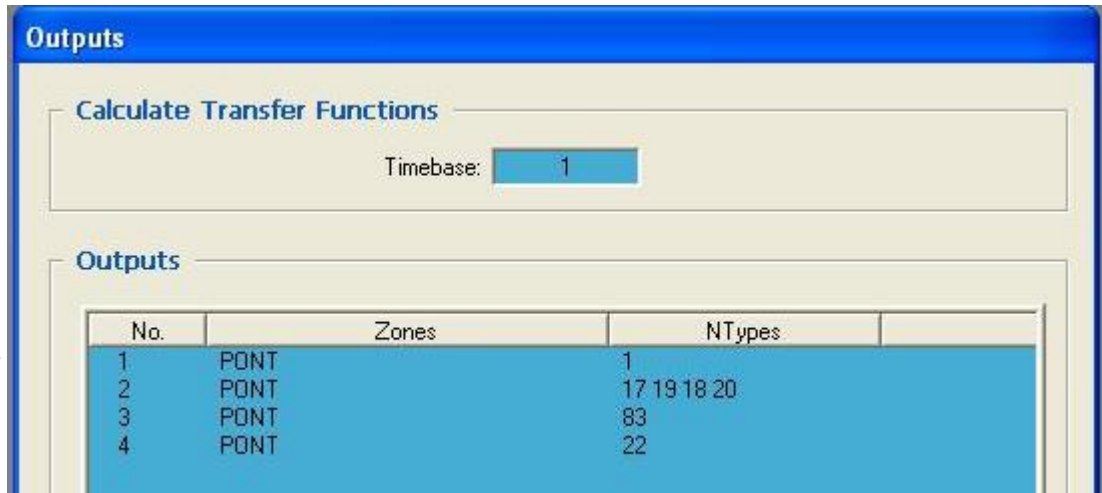 Outputs
Calculate Transfer Functions
Timebase: 1
Outputs
No. Zones NTypes
1 PONT 1
2 PONT 17 19 18 20
3 PONT 83
4 PONT 22